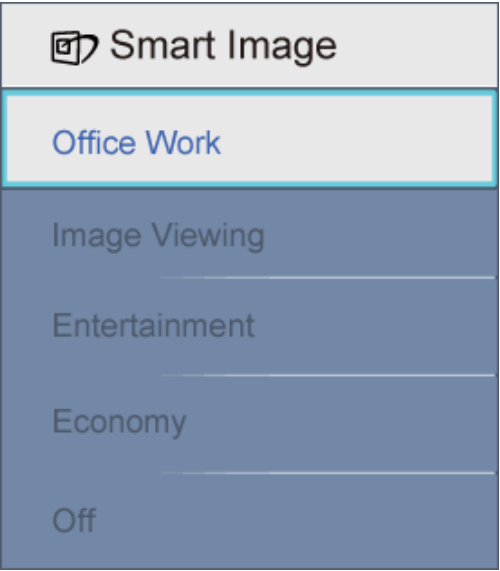 Smart Image
Office Work
Image Viewing
Entertainment
Economy
Off